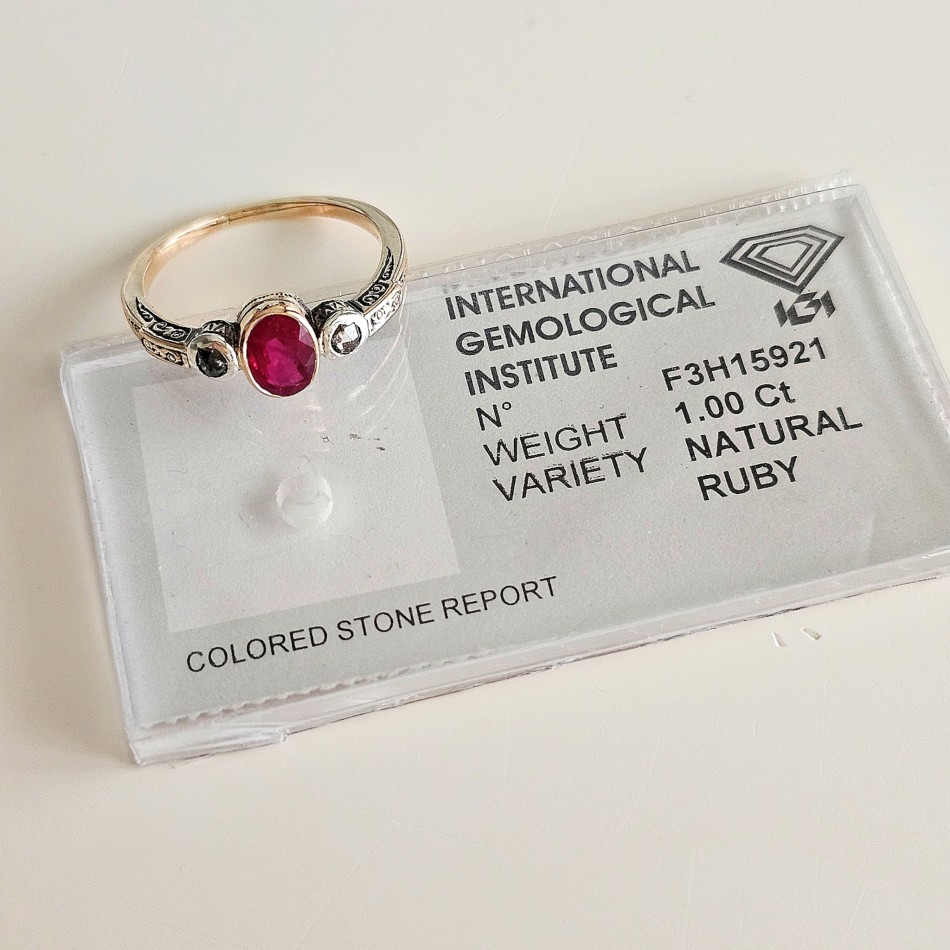 INTERNATIONAL
GEMOLOGICAL
INSTITUTE
IGI
N° F3H15921
WEIGHT 1.00 Ct
VARIETY NATURAL
RUBY
COLORED STONE REPORT